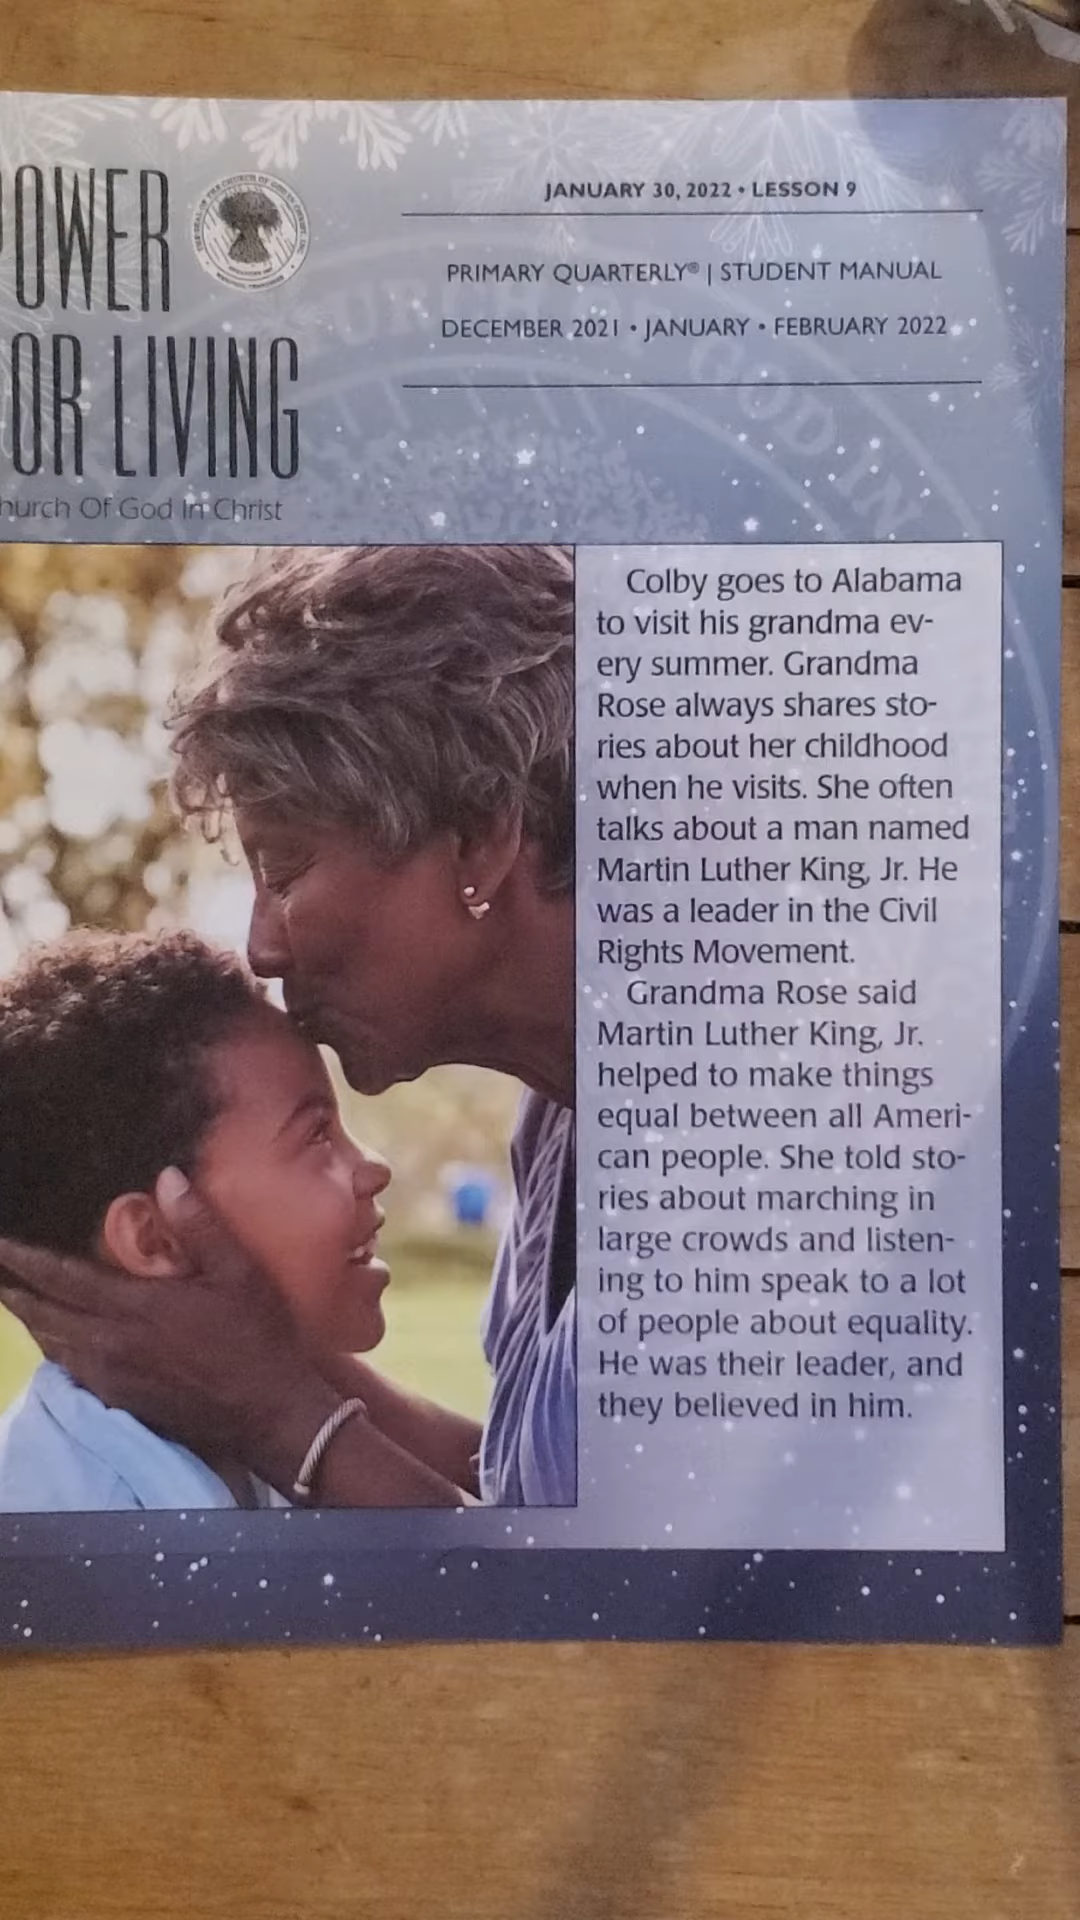 POWER
JANUARY 30, 2022 • LESSON 9
PRIMARY QUARTERLY® | STUDENT MANUAL
DECEMBER 2021 • JANUARY • FEBRUARY 2022
OR LIVING
hurch Of God In Christ
Colby goes to Alabama
to visit his grandma ev-
ery summer. Grandma
Rose always shares sto-
ries about her childhood
when he visits. She often
talks about a man named
Martin Luther King, Jr. He
was a leader in the Civil
Rights Movement.
Grandma Rose said
Martin Luther King, Jr.
helped to make things
equal between all Ameri-
can people. She told sto-
ries about marching in
large crowds and listen-
ing to him speak to a lot
of people about equality.
He was their leader, and
they believed in him.